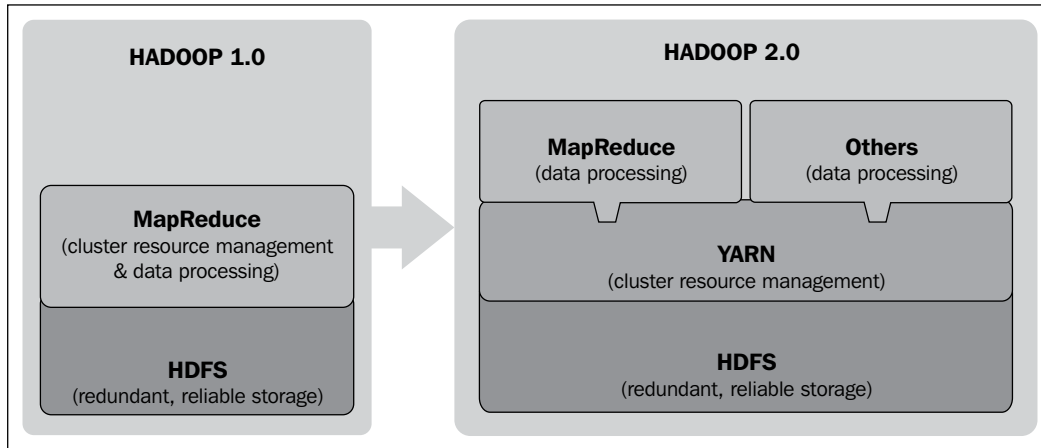 HADOOP 1.0
MapReduce
(cluster resource management
& data processing)
HDFS
(redundant, reliable storage)
HADOOP 2.0
MapReduce
(data processing)
Others
(data processing)
YARN
(cluster resource management)
HDFS
(redundant, reliable storage)